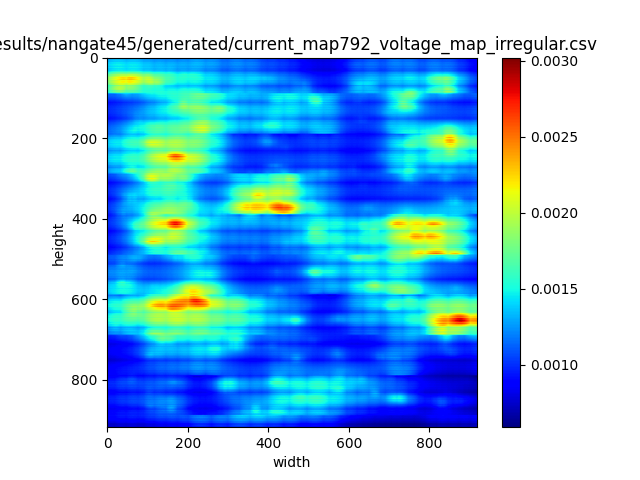 esults/nangate45/generated/current_map792_voltage_map_irregular.csv
0
200
400
600
800
height
0 200 400 600 800
width
0.0030
0.0025
0.0020
0.0015
0.0010